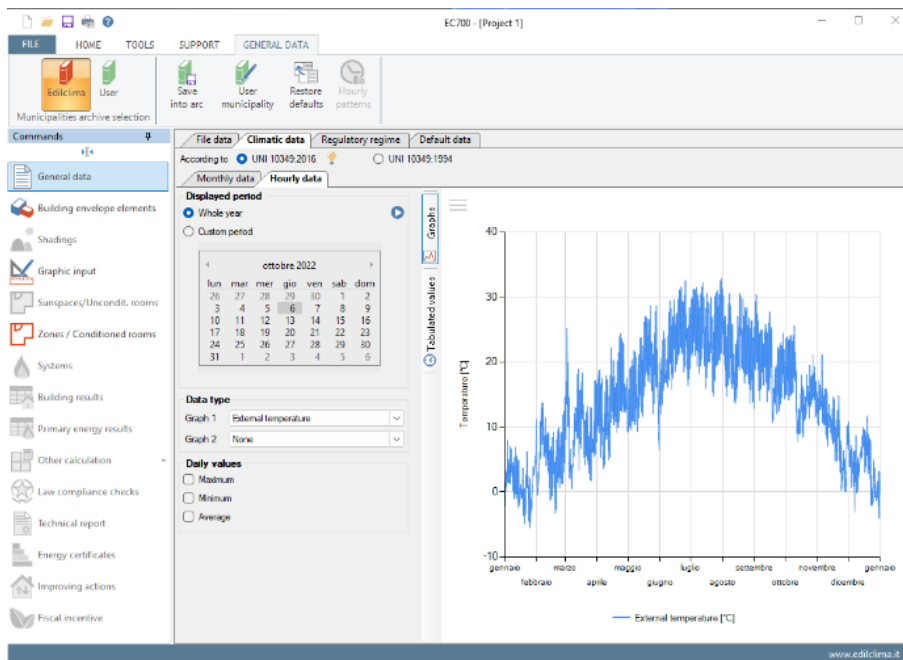 EC700 - (Project 1)
FILE HOME TOOLS SUPPORT GENERAL DATA
Edilclima User Save into arc User municipality Restore defaults Hourly patterns
Municipalities archive selection
Commands
General data
Building envelope elements
Shadings
Graphic input
Sunspaces/Uncondit. rooms
Zones / Conditioned rooms
Systems
Building results
Primary energy results
Other calculation
Law compliance checks
Technical report
Energy certificates
Improving actions
Fiscal incentive
File data Climatic data Regulatory regime Default data
According to UNI 10349:2016 UNI 10349:1994
Monthly data Hourly data
Displayed period
Whole year
Custom period
ottobre 2022
lun mar mer gio ven sab dom
26 27 28 29 30 1 2
3 4 5 6 7 8 9
10 11 12 13 14 15 16
17 18 19 20 21 22 23
24 25 26 27 28 29 30
31 1 2 3 4 5 6
Data type
Graph 1 External temperature
Graph 2 None
Daily values
Maximum
Minimum
Average
Graphs
Tabulated values
Temperature [°C]
40
30
20
10
0
-10
gennaio marzo maggio luglio settembre novembre gennaio
febbraio aprile giugno agosto ottobre dicembre
External temperature [°C]
www.edilclima.it